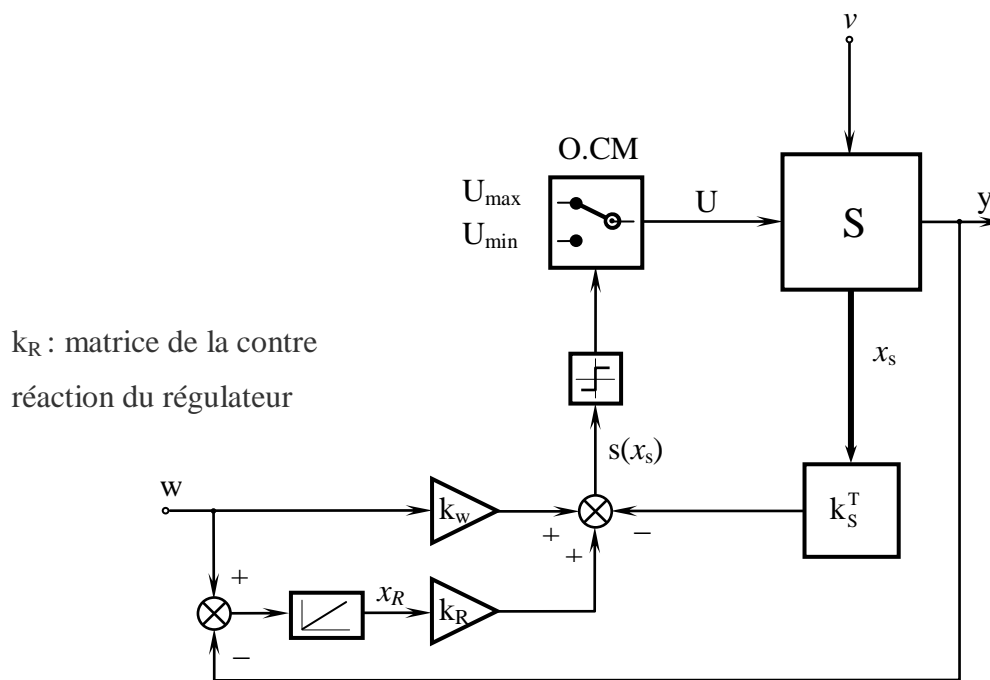 v
O.CM
Umax
Umin
U
S
y
kR : matrice de la contre
réaction du régulateur
xs
s(xs)
w
kw
+
+
−
kST
+
xR
kR
−